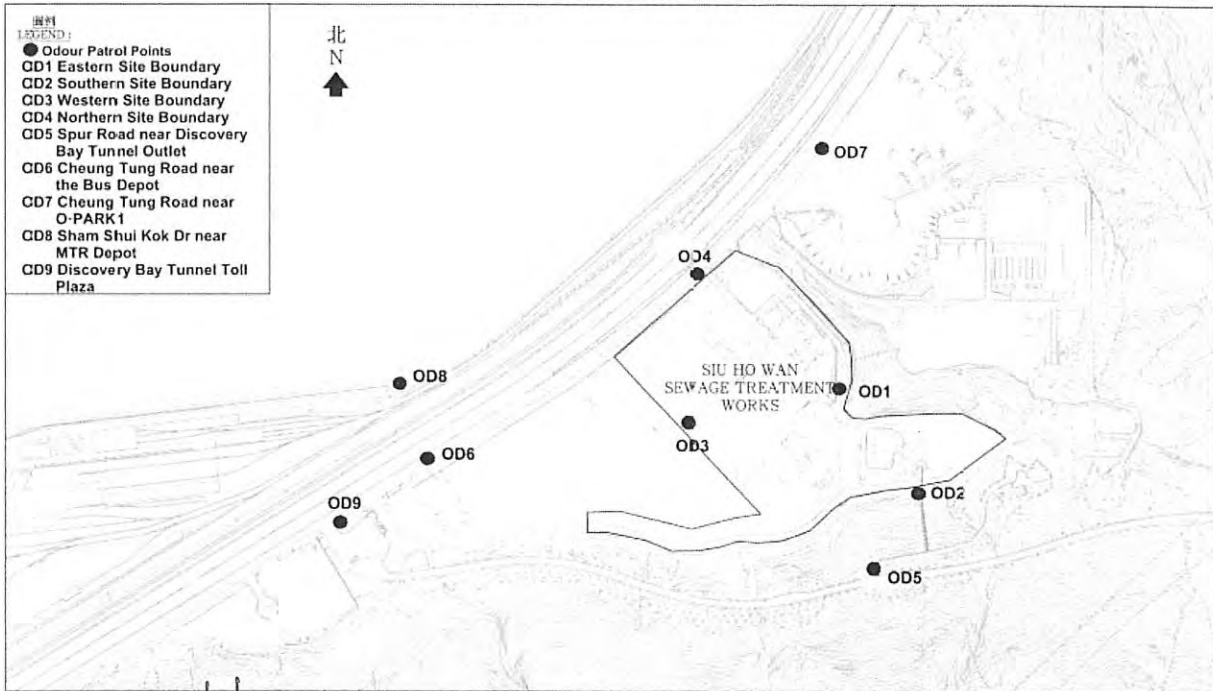 圖例
LEGEND :
Odour Patrol Points
OD1 Eastern Site Boundary
OD2 Southern Site Boundary
OD3 Western Site Boundary
OD4 Northern Site Boundary
OD5 Spur Road near Discovery
Bay Tunnel Outlet
OD6 Cheung Tung Road near
the Bus Depot
OD7 Cheung Tung Road near
O-PARK1
OD8 Sham Shui Kok Dr near
MTR Depot
OD9 Discovery Bay Tunnel Toll
Plaza
北
N
OD7
OD4
OD8
SIU HO WAN
SEWAGE TREATMENT
WORKS
OD1
OD3
OD6
OD2
OD9
OD5